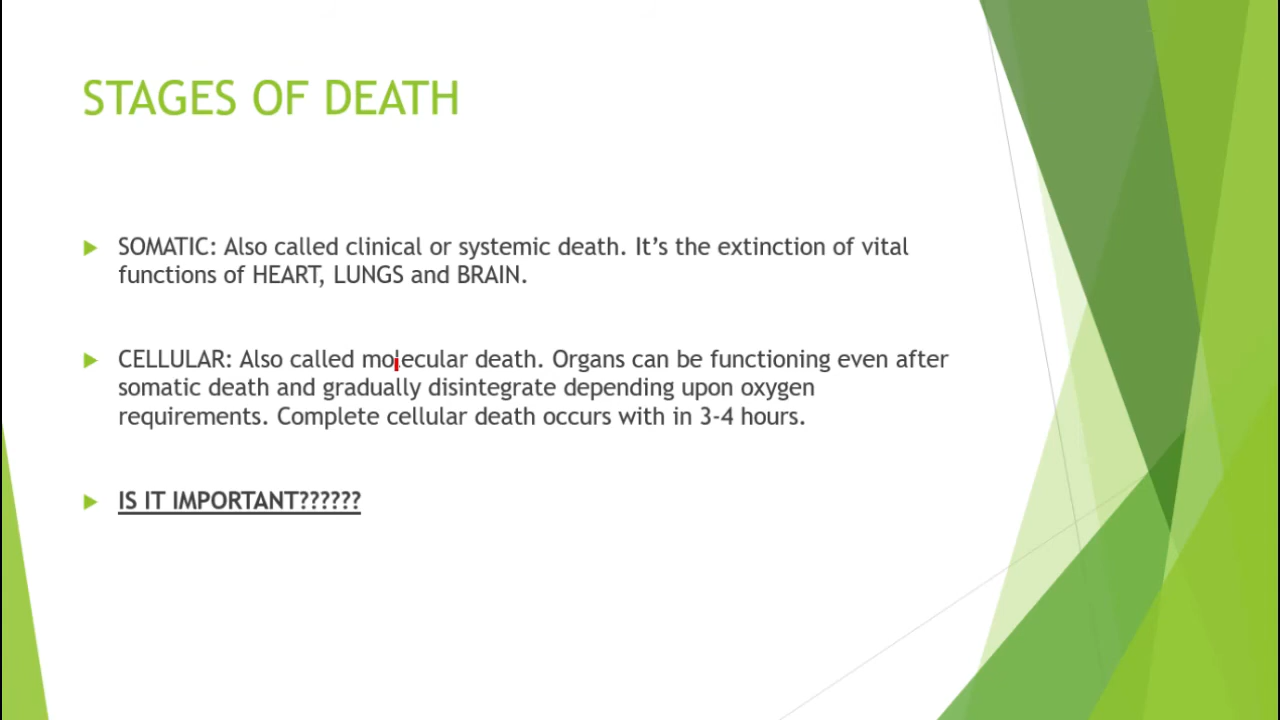 STAGES OF DEATH
SOMATIC: Also called clinical or systemic death. It’s the extinction of vital
functions of HEART, LUNGS and BRAIN.
CELLULAR: Also called molecular death. Organs can be functioning even after
somatic death and gradually disintegrate depending upon oxygen
requirements. Complete cellular death occurs with in 3-4 hours.
IS IT IMPORTANT??????